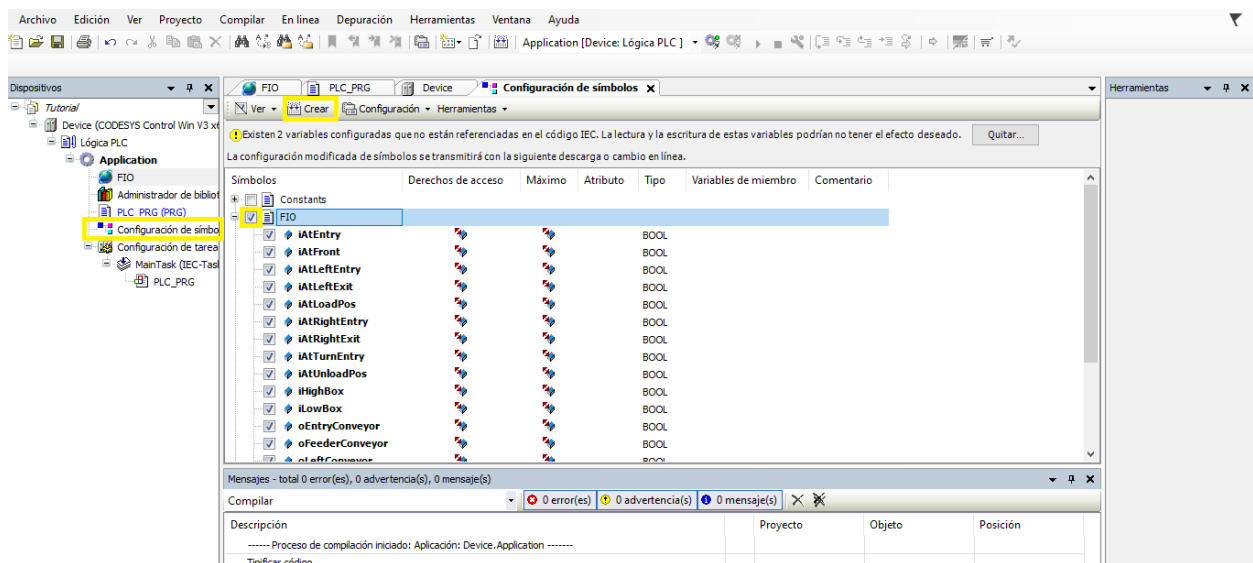 Archivo Edición Ver Proyecto Compilar En línea Depuración Herramientas Ventana Ayuda
Application [Device: Lógica PLC]
Dispositivos
Tutorial
Device (CODESYS Control Win V3 x6
Lógica PLC
Application
FIO
Administrador de bibliot
PLC_PRG (PRG)
Configuración de símbo
Configuración de tarea
MainTask (IEC-Task
PLC_PRG
FIO PLC_PRG Device Configuración de símbolos
Herramientas
Ver Crear Configuración Herramientas
Existen 2 variables configuradas que no están referenciadas en el código IEC. La lectura y la escritura de estas variables podrían no tener el efecto deseado. Quitar...
La configuración modificada de símbolos se transmitirá con la siguiente descarga o cambio en línea.
Símbolos Derechos de acceso Máximo Atributo Tipo Variables de miembro Comentario
Constants
FIO
iAtEntry BOOL
iAtFront BOOL
iAtLeftEntry BOOL
iAtLeftExit BOOL
iAtLoadPos BOOL
iAtRightEntry BOOL
iAtRightExit BOOL
iAtTurnEntry BOOL
iAtUnloadPos BOOL
iHighBox BOOL
iLowBox BOOL
oEntryConveyor BOOL
oFeederConveyor BOOL
oLeftConveyor BOOL
Mensajes - total 0 error(es), 0 advertencia(s), 0 mensaje(s)
Compilar 0 error(es) 0 advertencia(s) 0 mensaje(s)
Descripción Proyecto Objeto Posición
------ Proceso de compilación iniciado: Aplicación: Device.Application -------
Tipificar código